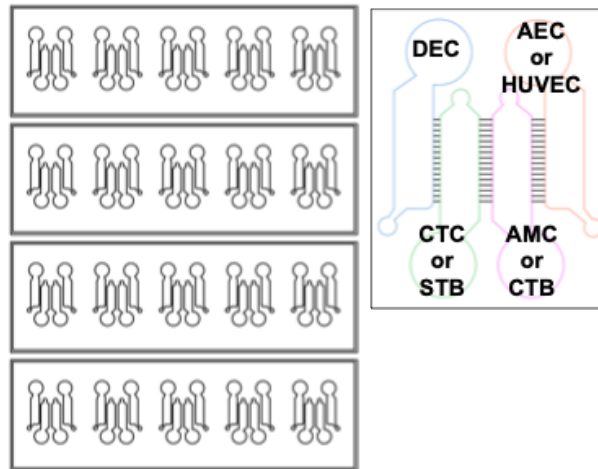 DEC
AEC
or
HUVEC
CTC
or
STB
AMC
or
CTB